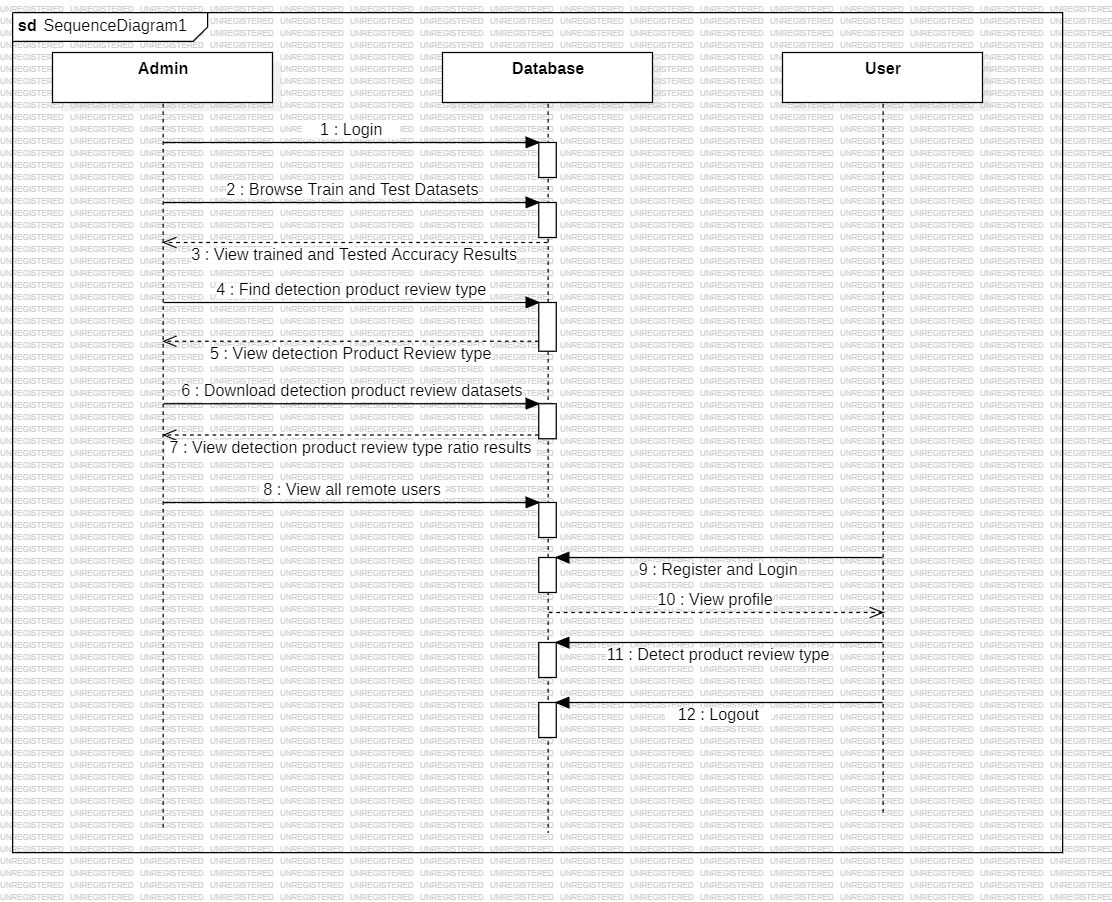 sd SequenceDiagram1
Admin
Database
User
1 : Login
2 : Browse Train and Test Datasets
3 : View trained and Tested Accuracy Results
4 : Find detection product review type
5 : View detection Product Review type
6 : Download detection product review datasets
7 : View detection product review type ratio results
8 : View all remote users
9 : Register and Login
10 : View profile
11 : Detect product review type
12 : Logout
UNREGISTERED